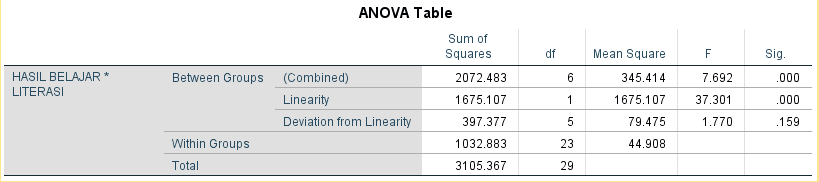 ANOVA Table
Sum of Squares df Mean Square F Sig.
HASIL BELAJAR * LITERASI Between Groups (Combined) 2072.483 6 345.414 7.692 .000
Linearity 1675.107 1 1675.107 37.301 .000
Deviation from Linearity 397.377 5 79.475 1.770 .159
Within Groups 1032.883 23 44.908
Total 3105.367 29